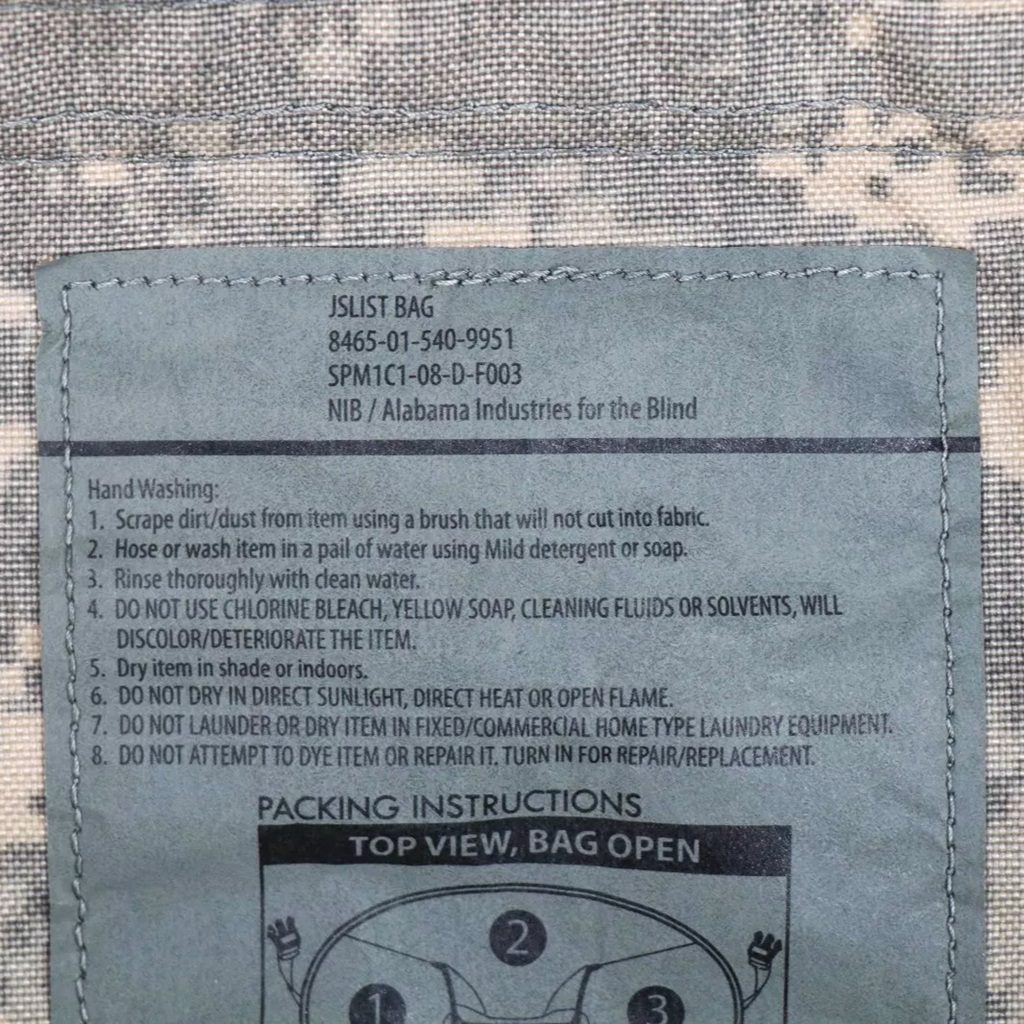 JSLIST BAG
8465-01-540-9951
SPM1C1-08-D-F003
NIB / Alabama Industries for the Blind
Hand Washing:
1. Scrape dirt/dust from item using a brush that will not cut into fabric.
2. Hose or wash item in a pail of water using Mild detergent or soap.
3. Rinse thoroughly with clean water.
4. DO NOT USE CHLORINE BLEACH, YELLOW SOAP, CLEANING FLUIDS OR SOLVENTS, WILL
DISCOLOR/DETERIORATE THE ITEM.
5. Dry item in shade or indoors.
6. DO NOT DRY IN DIRECT SUNLIGHT, DIRECT HEAT OR OPEN FLAME.
7. DO NOT LAUNDER OR DRY ITEM IN FIXED/COMMERCIAL HOME TYPE LAUNDRY EQUIPMENT.
8. DO NOT ATTEMPT TO DYE ITEM OR REPAIR IT. TURN IN FOR REPAIR/REPLACEMENT.
PACKING INSTRUCTIONS
TOP VIEW, BAG OPEN
2
1 3